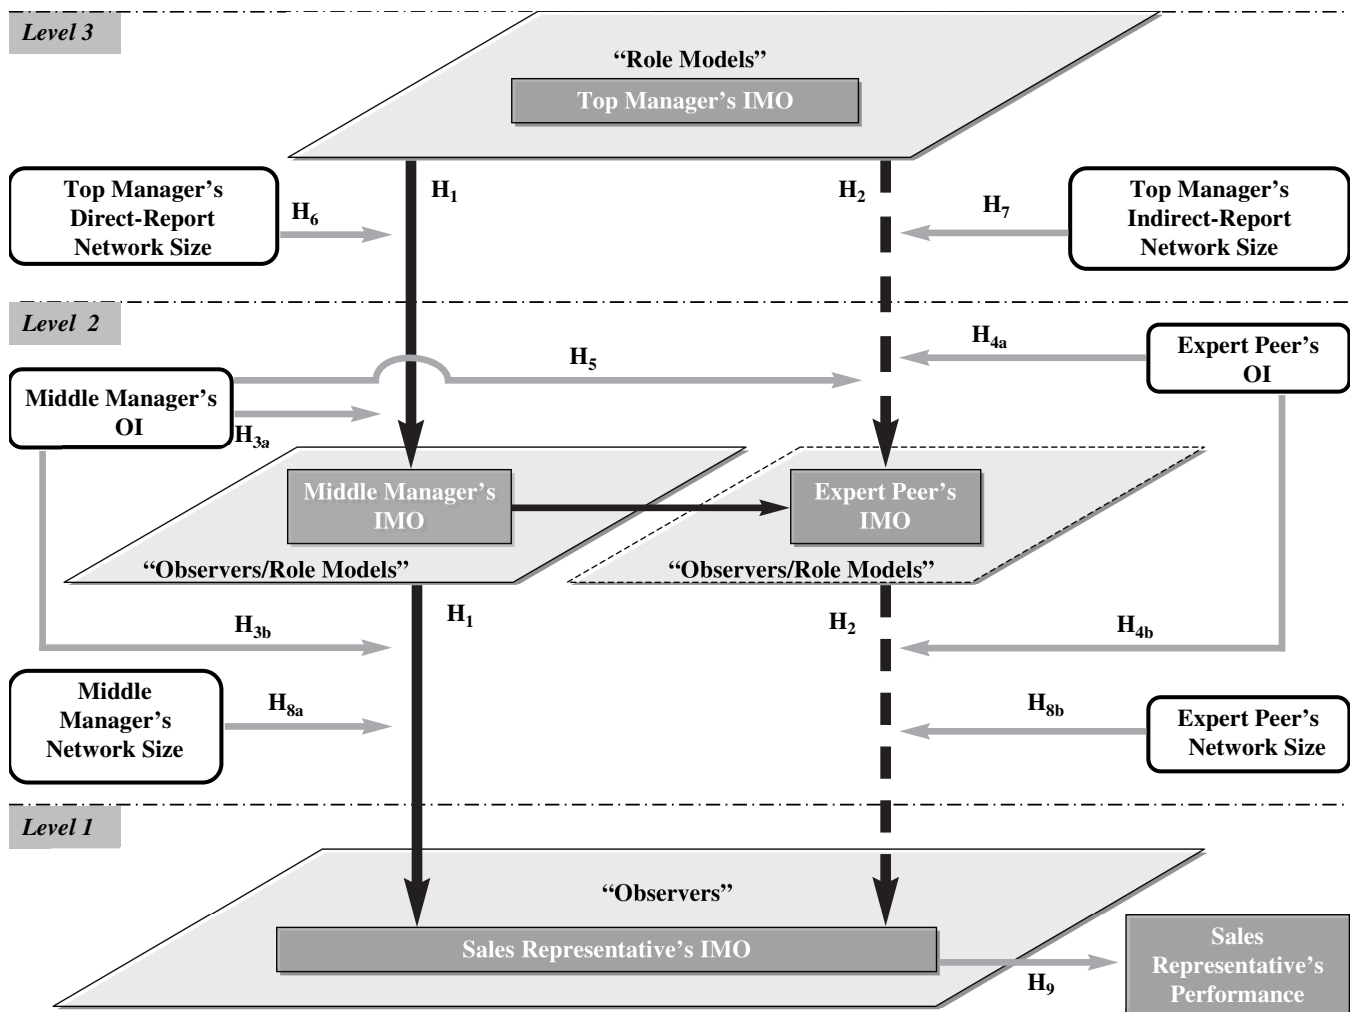 Level 3
“Role Models”
Top Manager’s IMO
Top Manager’s
Direct-Report
Network Size
H6
H1
H2
H7
Top Manager’s
Indirect-Report
Network Size
Level 2
H5
H4a
Expert Peer’s
OI
Middle Manager’s
OI
H3a
Middle Manager’s
IMO
Expert Peer’s
IMO
“Observers/Role Models”
“Observers/Role Models”
H3b
H1
H2
H4b
Middle
Manager’s
Network Size
H8a
H8b
Expert Peer’s
Network Size
Level 1
“Observers”
Sales Representative’s IMO
H9
Sales
Representative’s
Performance